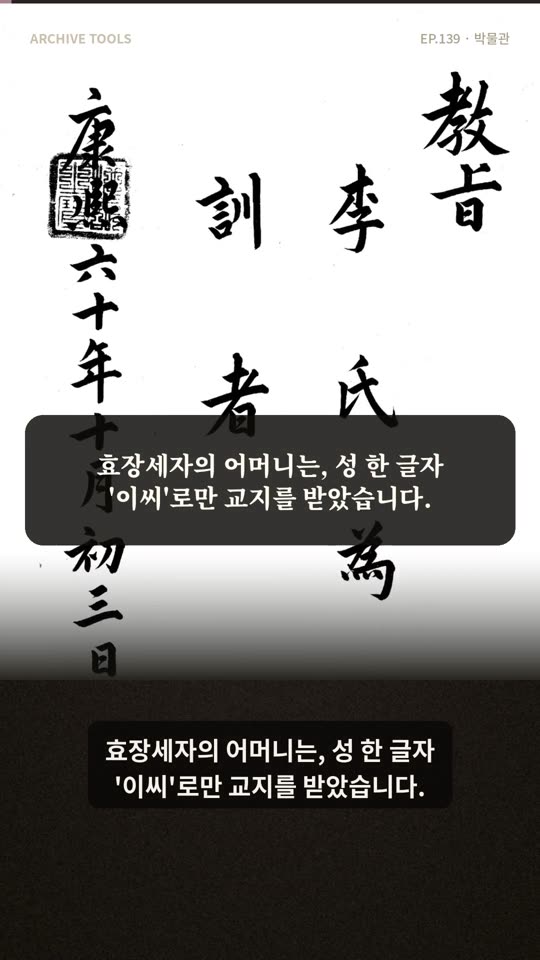 ARCHIVE TOOLS
EP.139 · 박물관
教旨
李氏為
訓者
康熙六十年十月初三日
효장세자의 어머니는, 성 한 글자
'이씨'로만 교지를 받았습니다.
효장세자의 어머니는, 성 한 글자
'이씨'로만 교지를 받았습니다.